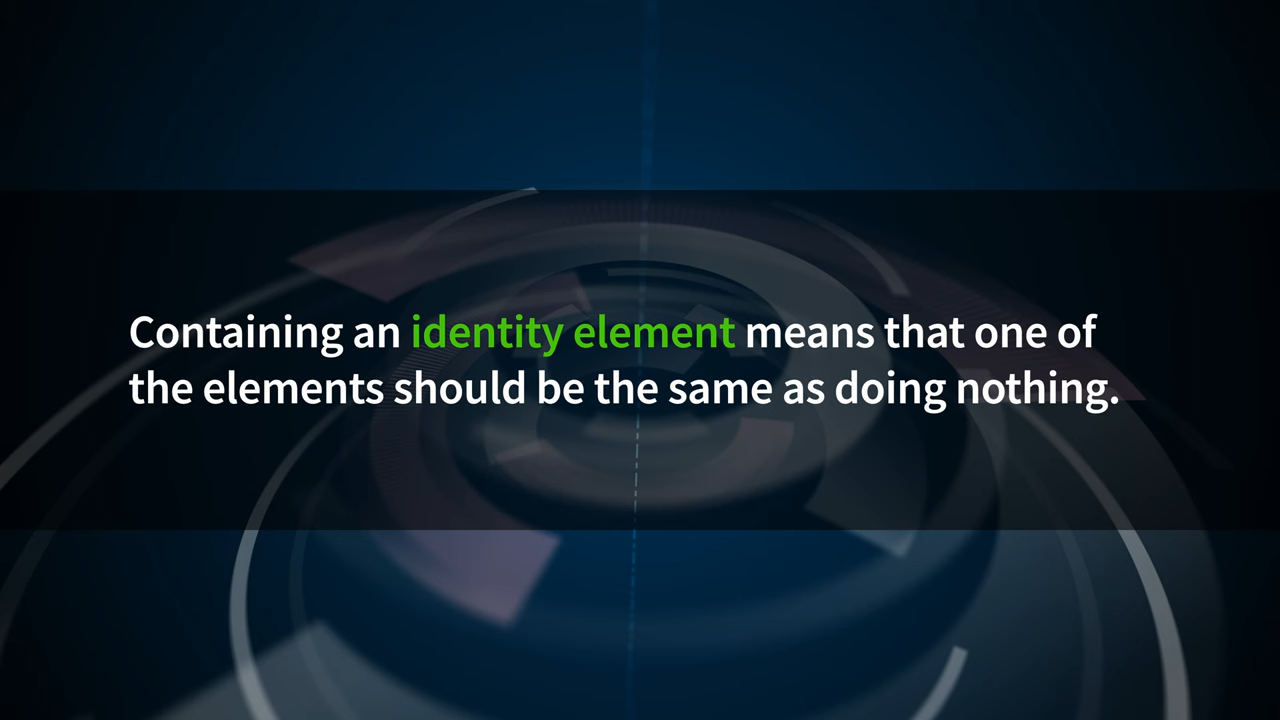 Containing an identity element means that one of
the elements should be the same as doing nothing.